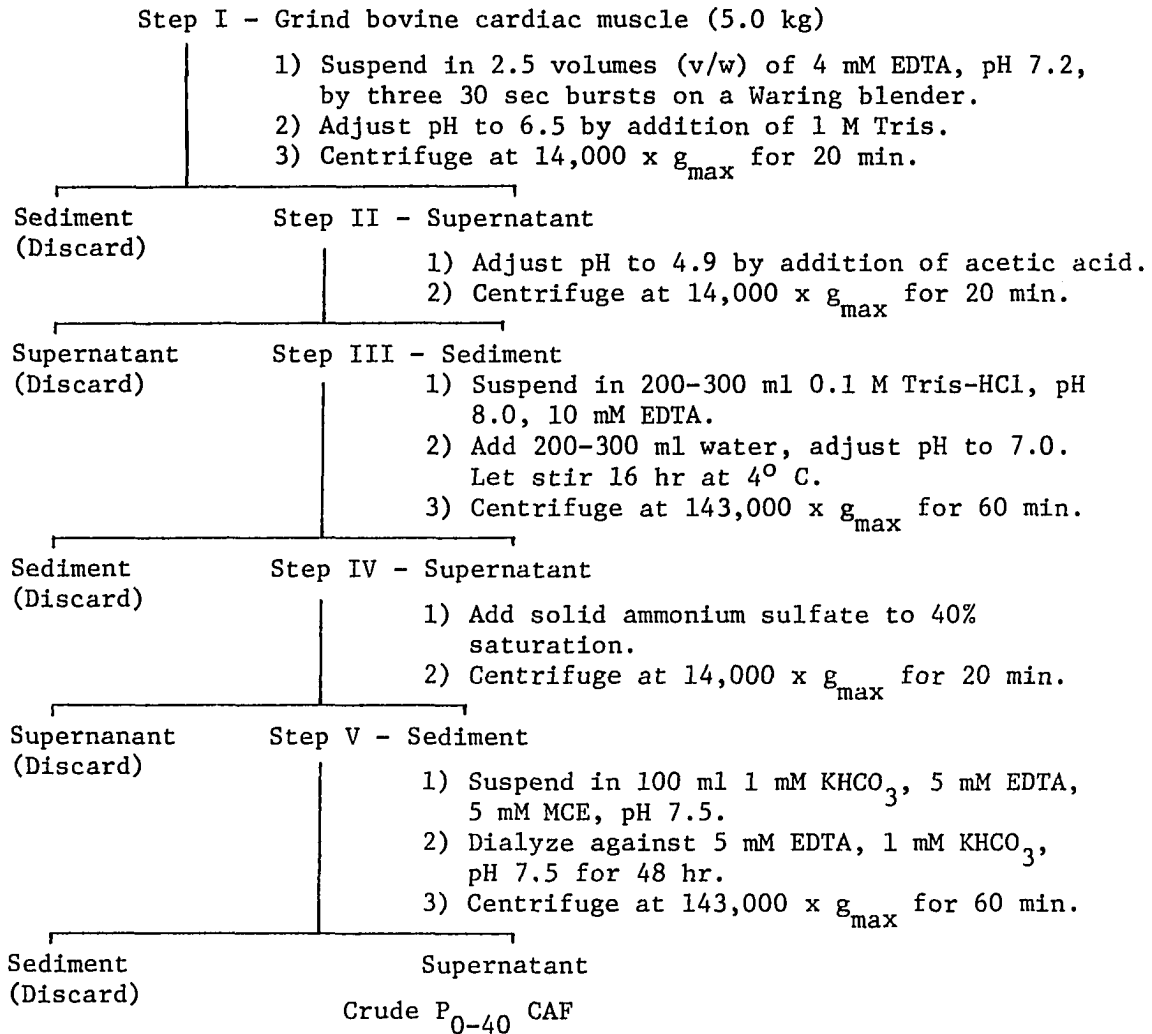 Step I - Grind bovine cardiac muscle (5.0 kg)
1) Suspend in 2.5 volumes (v/w) of 4 mM EDTA, pH 7.2,
by three 30 sec bursts on a Waring blender.
2) Adjust pH to 6.5 by addition of 1 M Tris.
3) Centrifuge at 14,000 x g_max for 20 min.
Sediment
(Discard)
Step II - Supernatant
1) Adjust pH to 4.9 by addition of acetic acid.
2) Centrifuge at 14,000 x g_max for 20 min.
Supernatant
(Discard)
Step III - Sediment
1) Suspend in 200-300 ml 0.1 M Tris-HCl, pH
8.0, 10 mM EDTA.
2) Add 200-300 ml water, adjust pH to 7.0.
Let stir 16 hr at 4° C.
3) Centrifuge at 143,000 x g_max for 60 min.
Sediment
(Discard)
Step IV - Supernatant
1) Add solid ammonium sulfate to 40%
saturation.
2) Centrifuge at 14,000 x g_max for 20 min.
Supernanant
(Discard)
Step V - Sediment
1) Suspend in 100 ml 1 mM KHCO₃, 5 mM EDTA,
5 mM MCE, pH 7.5.
2) Dialyze against 5 mM EDTA, 1 mM KHCO₃,
pH 7.5 for 48 hr.
3) Centrifuge at 143,000 x g_max for 60 min.
Sediment
(Discard)
Supernatant
Crude P₀₋₄₀ CAF